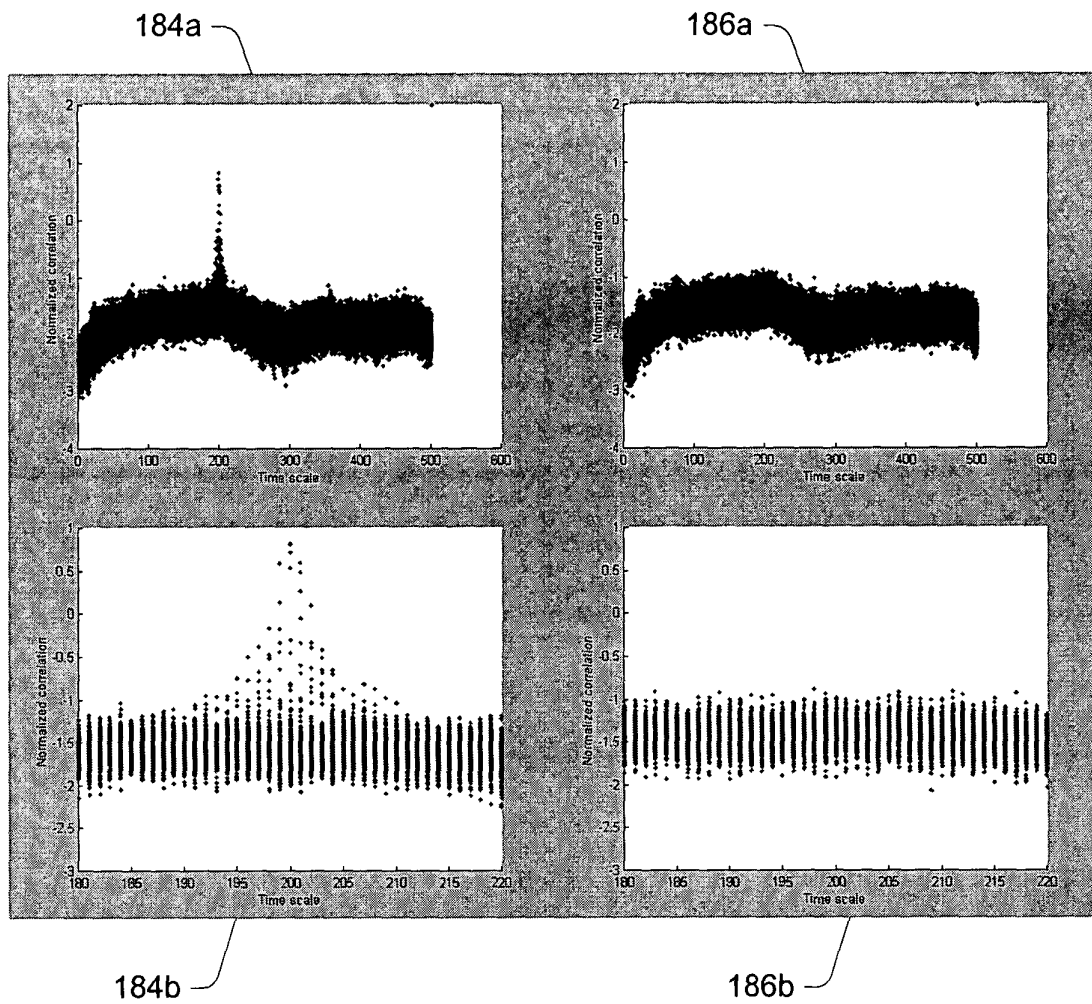 184a
186a
2
1
0
-1
-2
-3
-4
Normalized correlation
0 100 200 300 400 500 600
Time scale
2
1
0
-1
-2
-3
-4
Normalized correlation
0 100 200 300 400 500 600
Time scale
1
0.5
0
-0.5
-1
-1.5
-2
-2.5
-3
Normalized correlation
180 185 190 195 200 205 210 215 220
Time scale
1
0.5
0
-0.5
-1
-1.5
-2
-2.5
-3
Normalized correlation
180 185 190 195 200 205 210 215 220
Time scale
184b
186b